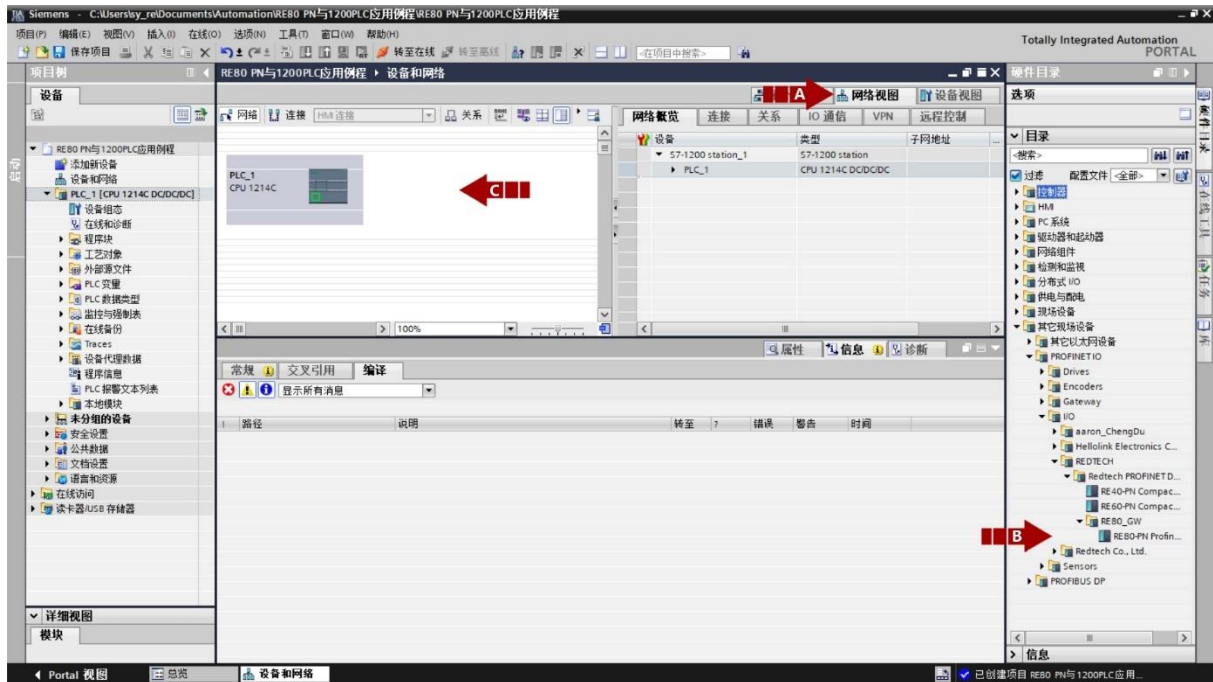 Siemens - C:\Users\sy_re\Documents\Automation\RE80 PN与1200PLC应用例程\RE80 PN与1200PLC应用例程
项目(P) 编辑(E) 视图(V) 插入(I) 在线(O) 选项(N) 工具(T) 窗口(W) 帮助(H)
Totally Integrated Automation
PORTAL
保存项目 转至在线 转至离线 <在项目中搜索>
项目树
设备
RE80 PN与1200PLC应用例程
添加新设备
设备和网络
PLC_1 [CPU 1214C DC/DC/DC]
设备组态
在线和诊断
程序块
工艺对象
外部源文件
PLC 变量
PLC 数据类型
监控与强制表
在线备份
Traces
设备代理数据
程序信息
PLC 报警文本列表
本地模块
未分组的设备
安全设置
公共数据
文档设置
语言和资源
在线访问
读卡器/USB 存储器
详细视图
模块
启动
RE80 PN与1200PLC应用例程 ▸ 设备和网络
A 网络视图 设备视图
网络 连接 HMI 连接 关系
PLC_1
CPU 1214C
C
100%
网络概览 连接 关系 IO 通信 VPN 远程控制
设备 类型 子网地址 ...
S7-1200 station_1 S7-1200 station
PLC_1 CPU 1214C DC/DC/DC
属性 信息 诊断
常规 交叉引用 编译
显示所有消息
! 路径 说明 转至 ? 错误 警告 时间
硬件目录
选项
目录
<搜索>
过滤 配置文件 <全部>
控制器
HMI
PC 系统
驱动器和起动器
网络组件
检测和监视
分布式 I/O
供电与配电
现场设备
其它现场设备
其它以太网设备
PROFINET IO
Drives
Encoders
Gateway
I/O
aaron_ChengDu
Hellolink Electronics C...
REDTECH
Redtech PROFINET D...
RE40-PN Compac...
RE60-PN Compac...
RE80_GW
B
RE80-PN Profin...
Redtech Co., Ltd.
Sensors
PROFIBUS DP
信息
硬件目录
在线工具
任务
库
Portal 视图 总览 设备和网络
已创建项目 RE80 PN与1200PLC应用...